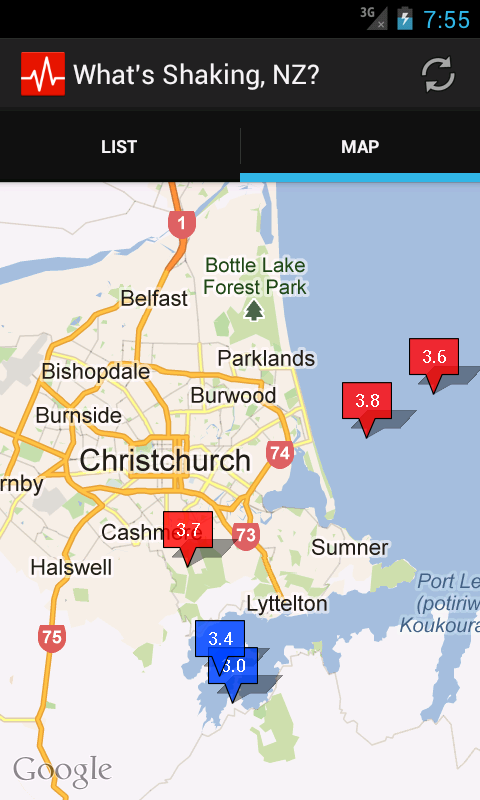 3G
7:55
What's Shaking, NZ?
LIST
MAP
1
Bottle Lake
Forest Park
Belfast
3.6
Parklands
Bishopdale
Burwood
3.8
Burnside
74
Christchurch
rnby
3.7
Cashmere
73
Sumner
Halswell
Port Le
(potiriw
Koukoura
Lyttelton
75
3.4
3.0
Google